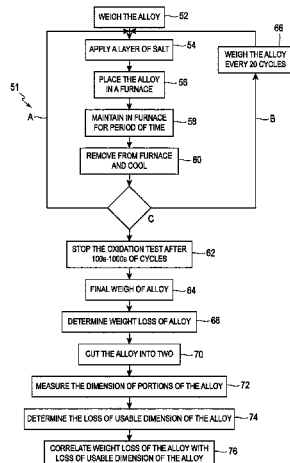 WEIGH THE ALLOY
52
66
APPLY A LAYER OF SALT
54
WEIGH THE ALLOY
EVERY 20 CYCLES
PLACE THE ALLOY
IN A FURNACE
56
51
A
MAINTAIN IN FURNACE
FOR PERIOD OF TIME
58
B
REMOVE FROM FURNACE
AND COOL
60
C
STOP THE OXIDATION TEST AFTER
100s-1000s OF CYCLES
62
FINAL WEIGH OF ALLOY
64
DETERMINE WEIGHT LOSS OF ALLOY
68
CUT THE ALLOY INTO TWO
70
MEASURE THE DIMENSION OF PORTIONS OF THE ALLOY
72
DETERMINE THE LOSS OF USABLE DIMENSION OF THE ALLOY
74
CORRELATE WEIGHT LOSS OF THE ALLOY WITH
LOSS OF USABLE DIMENSION OF THE ALLOY
76